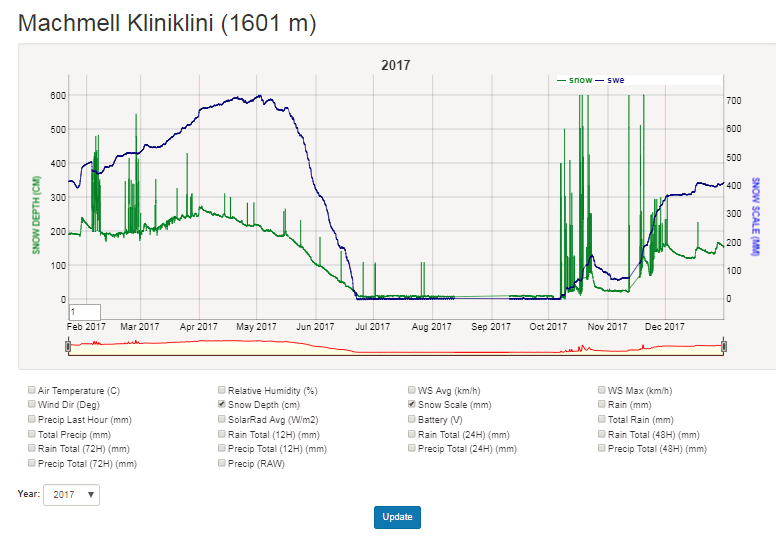 Machmell Kliniklini (1601 m)
2017
snow swe
600
500
400
300
200
100
0
SNOW DEPTH (CM)
700
600
500
400
300
200
100
0
SNOW SCALE (MM)
1
Feb 2017 Mar 2017 Apr 2017 May 2017 Jun 2017 Jul 2017 Aug 2017 Sep 2017 Oct 2017 Nov 2017 Dec 2017
Air Temperature (C) Relative Humidity (%) WS Avg (km/h) WS Max (km/h)
Wind Dir (Deg) Snow Depth (cm) Snow Scale (mm) Rain (mm)
Precip Last Hour (mm) SolarRad Avg (W/m2) Battery (V) Total Rain (mm)
Total Precip (mm) Rain Total (12H) (mm) Rain Total (24H) (mm) Rain Total (48H) (mm)
Rain Total (72H) (mm) Precip Total (12H) (mm) Precip Total (24H) (mm) Precip Total (48H) (mm)
Precip Total (72H) (mm) Precip (RAW)
Year: 2017
Update